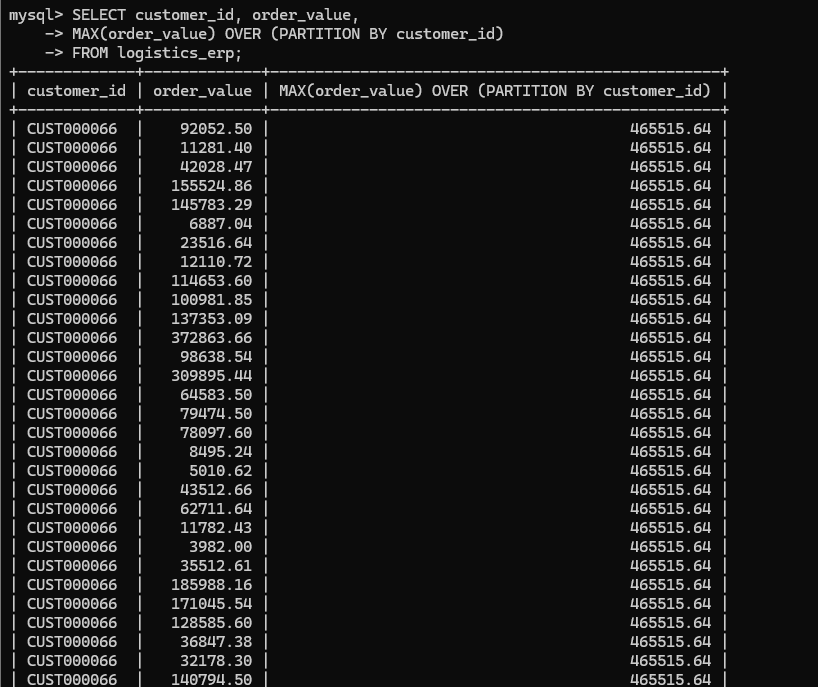 mysql> SELECT customer_id, order_value,
    -> MAX(order_value) OVER (PARTITION BY customer_id)
    -> FROM logistics_erp;
+-------------+-------------+--------------------------------------------------+
| customer_id | order_value | MAX(order_value) OVER (PARTITION BY customer_id) |
+-------------+-------------+--------------------------------------------------+
| CUST000066  |    92052.50 |                                        465515.64 |
| CUST000066  |    11281.40 |                                        465515.64 |
| CUST000066  |    42028.47 |                                        465515.64 |
| CUST000066  |   155524.86 |                                        465515.64 |
| CUST000066  |   145783.29 |                                        465515.64 |
| CUST000066  |     6887.04 |                                        465515.64 |
| CUST000066  |    23516.64 |                                        465515.64 |
| CUST000066  |    12110.72 |                                        465515.64 |
| CUST000066  |   114653.60 |                                        465515.64 |
| CUST000066  |   100981.85 |                                        465515.64 |
| CUST000066  |   137353.09 |                                        465515.64 |
| CUST000066  |   372863.66 |                                        465515.64 |
| CUST000066  |    98638.54 |                                        465515.64 |
| CUST000066  |   309895.44 |                                        465515.64 |
| CUST000066  |    64583.50 |                                        465515.64 |
| CUST000066  |    79474.50 |                                        465515.64 |
| CUST000066  |    78097.60 |                                        465515.64 |
| CUST000066  |     8495.24 |                                        465515.64 |
| CUST000066  |     5010.62 |                                        465515.64 |
| CUST000066  |    43512.66 |                                        465515.64 |
| CUST000066  |    62711.64 |                                        465515.64 |
| CUST000066  |    11782.43 |                                        465515.64 |
| CUST000066  |     3982.00 |                                        465515.64 |
| CUST000066  |    35512.61 |                                        465515.64 |
| CUST000066  |   185988.16 |                                        465515.64 |
| CUST000066  |   171045.54 |                                        465515.64 |
| CUST000066  |   128585.60 |                                        465515.64 |
| CUST000066  |    36847.38 |                                        465515.64 |
| CUST000066  |    32178.30 |                                        465515.64 |
| CUST000066  |   140794.50 |                                        465515.64 |